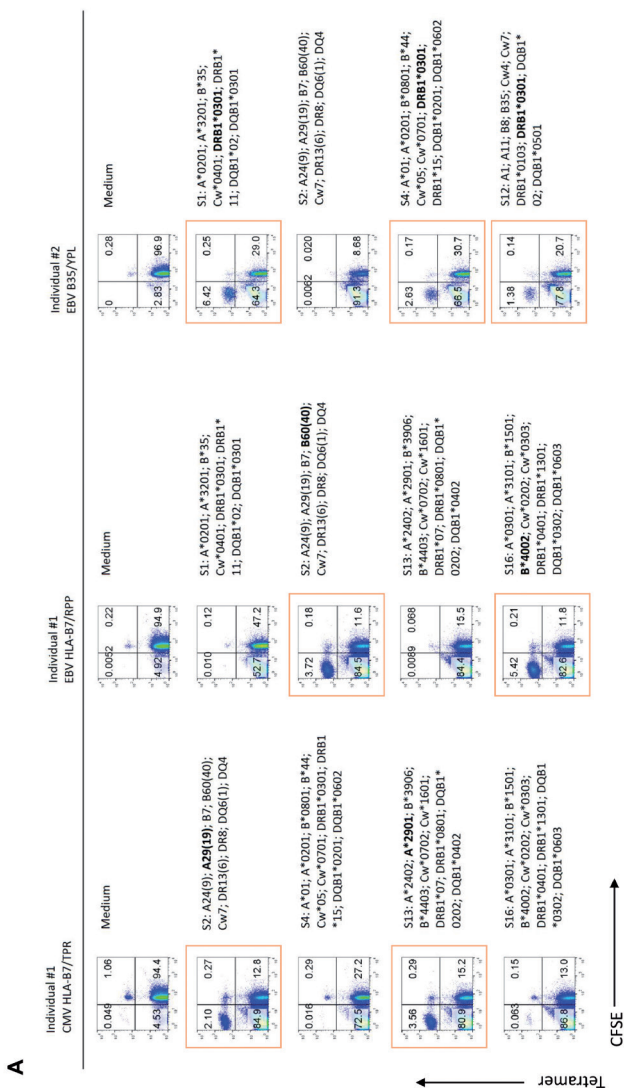 A
Individual #1
CMV HLA-B7/TPR
0.049 1.06
4.53 94.4
Medium
2.10 0.27
84.9 12.8
S2: A24(9); A29(19); B7; B60(40);
Cw7; DR13(6); DR8; DQ6(1); DQ4
0.016 0.29
72.5 27.2
S4: A*01; A*0201; B*0801; B*44;
Cw*05; Cw*0701; DRB1*0301; DRB1
*15; DQB1*0201; DQB1*0602
3.56 0.29
80.9 15.2
S13: A*2402; A*2901; B*3906;
B*4403; Cw*0702; Cw*1601;
DRB1*07; DRB1*0801; DQB1*
0202; DQB1*0402
0.063 0.15
86.8 13.0
S16: A*0301; A*3101; B*1501;
B*4002; Cw*0202; Cw*0303;
DRB1*0401; DRB1*1301; DQB1
*0302; DQB1*0603
Individual #1
EBV HLA-B7/RPP
0.0052 0.22
4.92 94.9
Medium
0.010 0.12
52.7 47.2
S1: A*0201; A*3201; B*35;
Cw*0401; DRB1*0301; DRB1*
11; DQB1*02; DQB1*0301
3.72 0.18
84.5 11.6
S2: A24(9); A29(19); B7; B60(40);
Cw7; DR13(6); DR8; DQ6(1); DQ4
0.0089 0.068
84.4 15.5
S13: A*2402; A*2901; B*3906;
B*4403; Cw*0702; Cw*1601;
DRB1*07; DRB1*0801; DQB1*
0202; DQB1*0402
5.42 0.21
82.6 11.8
S16: A*0301; A*3101; B*1501;
B*4002; Cw*0202; Cw*0303;
DRB1*0401; DRB1*1301;
DQB1*0302; DQB1*0603
Individual #2
EBV B35/YPL
0 0.28
2.83 96.9
Medium
6.42 0.25
64.3 29.0
S1: A*0201; A*3201; B*35;
Cw*0401; DRB1*0301; DRB1*
11; DQB1*02; DQB1*0301
0.0062 0.020
91.3 8.68
S2: A24(9); A29(19); B7; B60(40);
Cw7; DR13(6); DR8; DQ6(1); DQ4
2.63 0.17
66.5 30.7
S4: A*01; A*0201; B*0801; B*44;
Cw*05; Cw*0701; DRB1*0301;
DRB1*15; DQB1*0201; DQB1*0602
1.38 0.14
77.8 20.7
S12: A1; A11; B8; B35; Cw4; Cw7;
DRB1*0103; DRB1*0301; DQB1*
02; DQB1*0501
Tetramer
CFSE